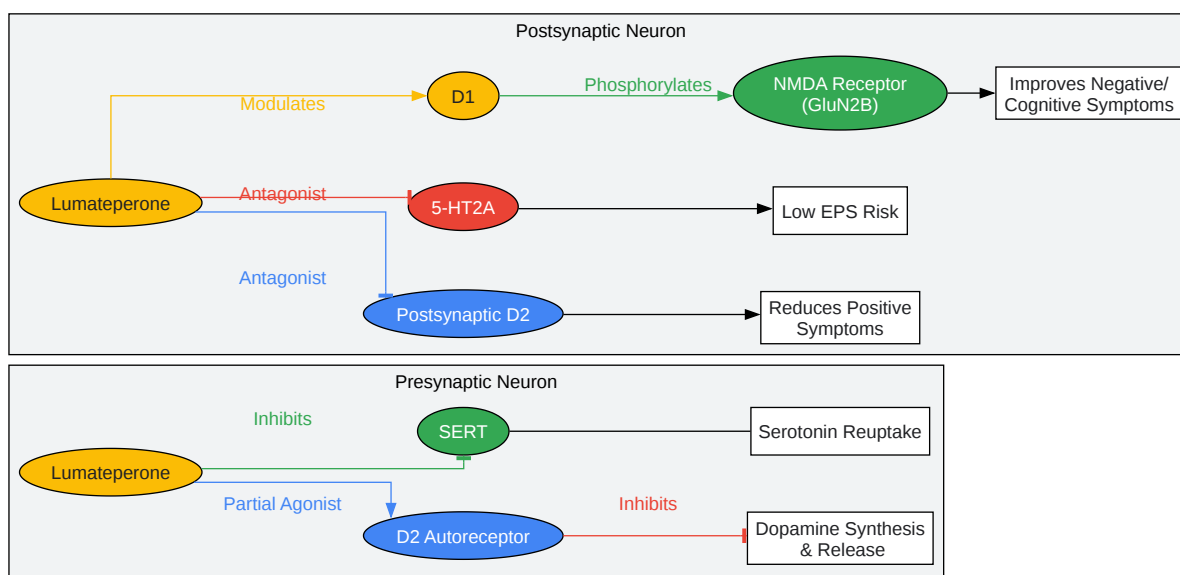 Postsynaptic Neuron
Modulates
D1
Phosphorylates
NMDA Receptor
(GluN2B)
Improves Negative/
Cognitive Symptoms
Lumateperone
Antagonist
5-HT2A
Low EPS Risk
Antagonist
Postsynaptic D2
Reduces Positive
Symptoms
Presynaptic Neuron
Inhibits
SERT
Serotonin Reuptake
Lumateperone
Partial Agonist
D2 Autoreceptor
Inhibits
Dopamine Synthesis
& Release